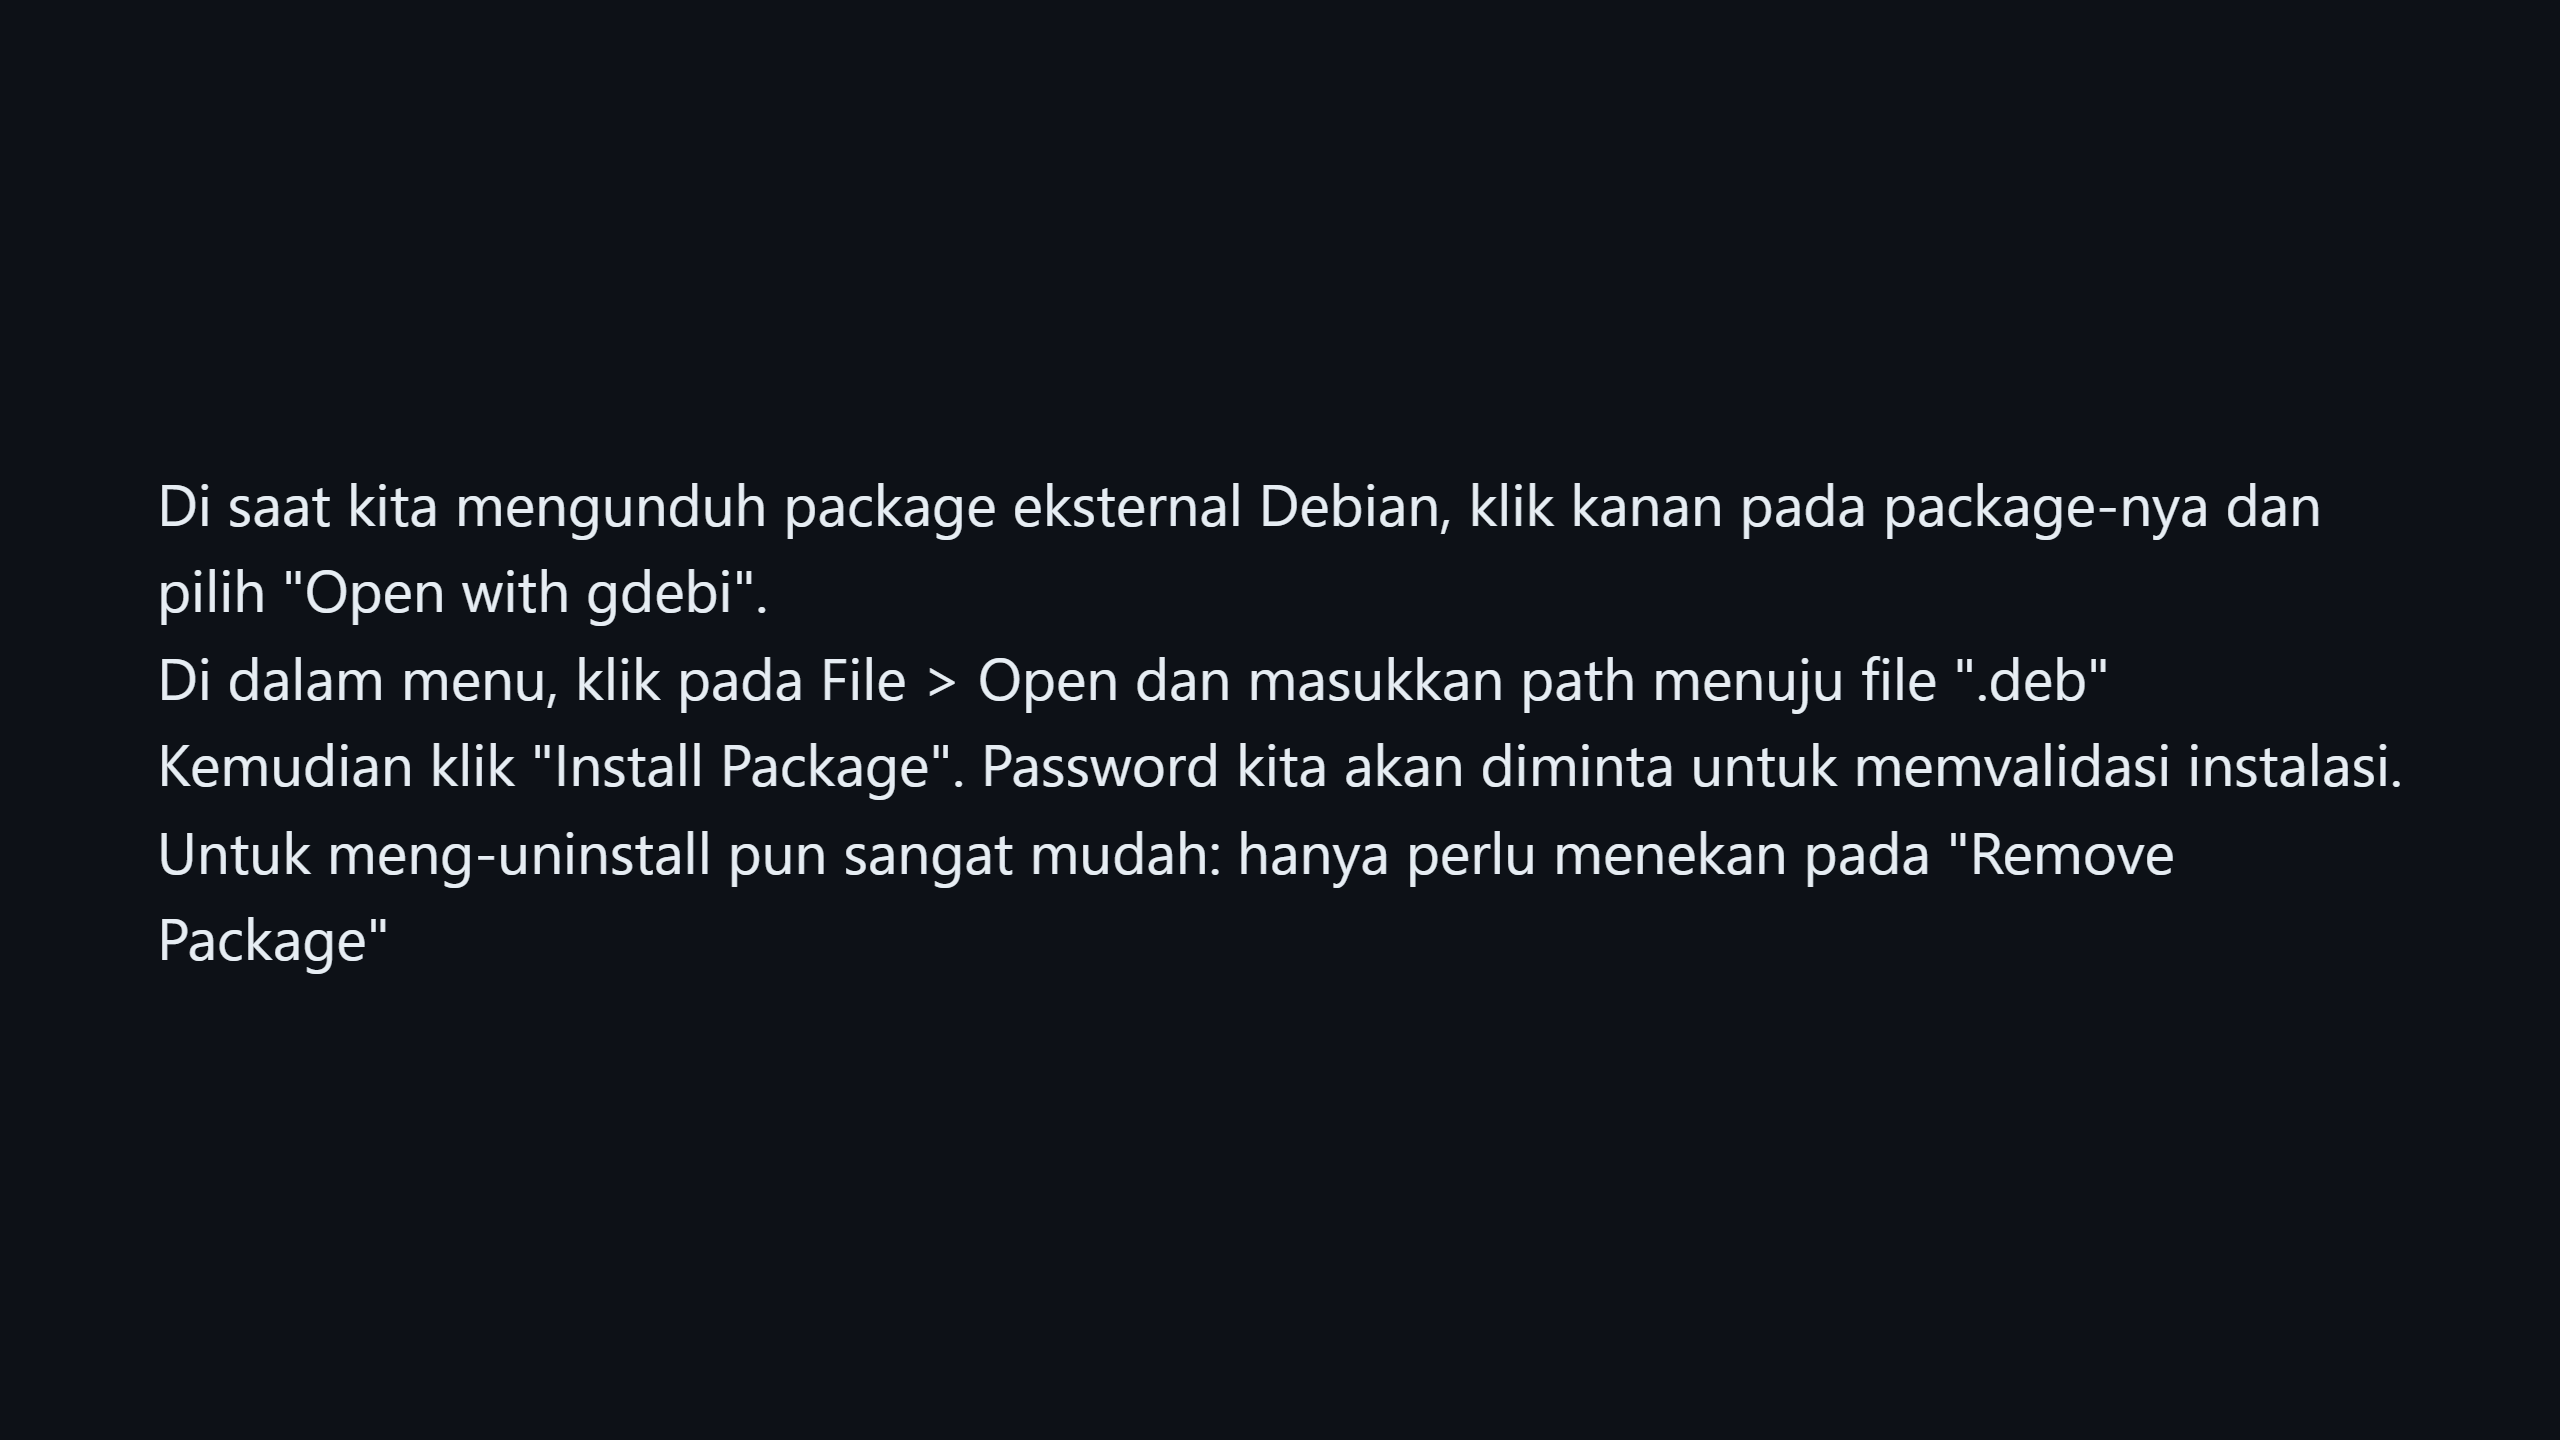 Di saat kita mengunduh package eksternal Debian, klik kanan pada package-nya dan
pilih "Open with gdebi".
Di dalam menu, klik pada File > Open dan masukkan path menuju file ".deb"
Kemudian klik "Install Package". Password kita akan diminta untuk memvalidasi instalasi.
Untuk meng-uninstall pun sangat mudah: hanya perlu menekan pada "Remove
Package"